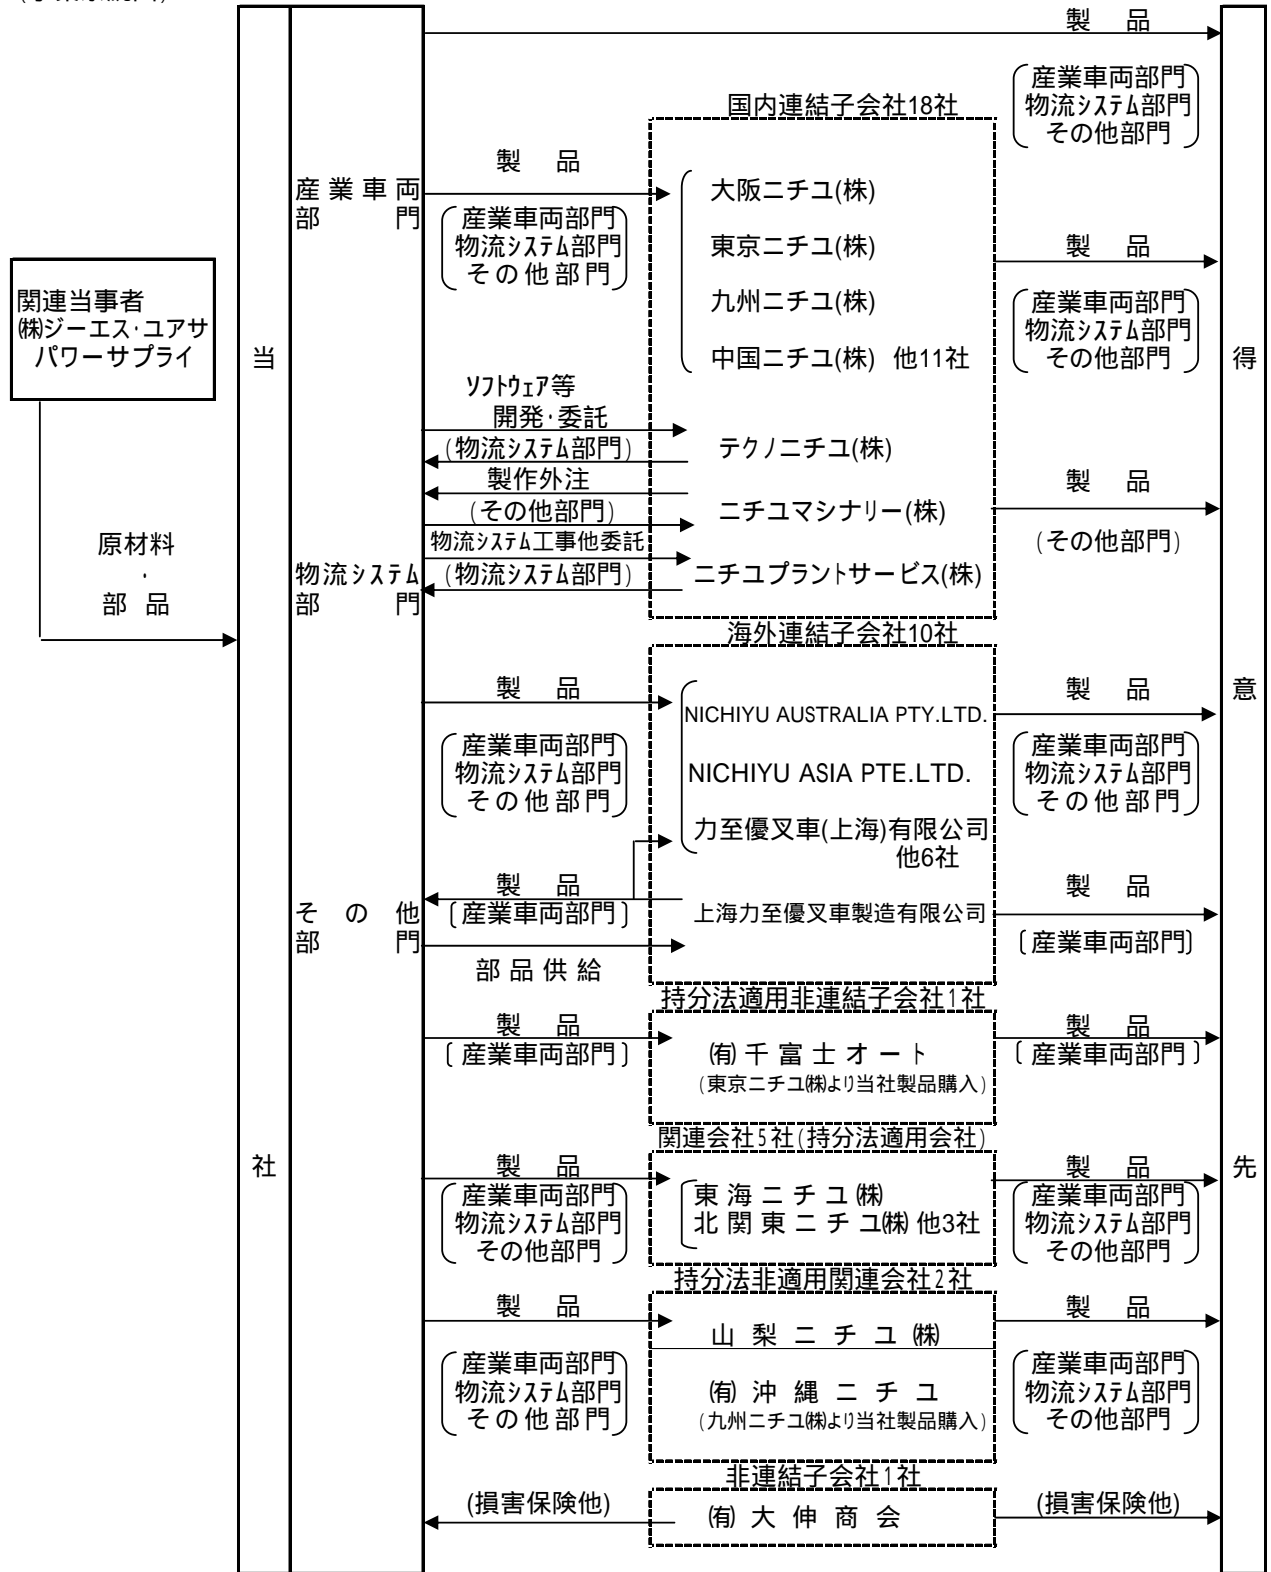 製 品
産業車両部門
物流システム部門
その他部門
国内連結子会社18社
製 品
産業車両
部門
産業車両部門
物流システム部門
その他部門
大阪ニチユ(株)
東京ニチユ(株)
九州ニチユ(株)
中国ニチユ(株) 他11社
製 品
産業車両部門
物流システム部門
その他部門
関連当事者
㈱ジーエス・ユアサ
パワーサプライ
当
得
ソフトウェア等
開発・委託
(物流システム部門)
テクノニチユ(株)
製作外注
(その他部門)
ニチユマシナリー(株)
製 品
(その他部門)
物流システム工事他委託
(物流システム部門)
ニチユプラントサービス(株)
原材料
・
部 品
物流システム
部門
海外連結子会社10社
製 品
産業車両部門
物流システム部門
その他部門
NICHIYU AUSTRALIA PTY.LTD.
NICHIYU ASIA PTE.LTD.
力至優叉車(上海)有限公司
他6社
製 品
産業車両部門
物流システム部門
その他部門
意
製 品
〔産業車両部門〕
その他
部門
上海力至優叉車製造有限公司
製 品
〔産業車両部門〕
部品供給
持分法適用非連結子会社1社
製 品
〔産業車両部門〕
㈲千富士オート
(東京ニチユ㈱より当社製品購入)
製 品
〔産業車両部門〕
関連会社5社(持分法適用会社)
社
先
製 品
産業車両部門
物流システム部門
その他部門
東海ニチユ㈱
北関東ニチユ㈱ 他3社
製 品
産業車両部門
物流システム部門
その他部門
持分法非適用関連会社2社
製 品
産業車両部門
物流システム部門
その他部門
山梨ニチユ㈱
㈲沖縄ニチユ
(九州ニチユ㈱より当社製品購入)
製 品
産業車両部門
物流システム部門
その他部門
非連結子会社1社
(損害保険他)
㈲大伸商会
(損害保険他)